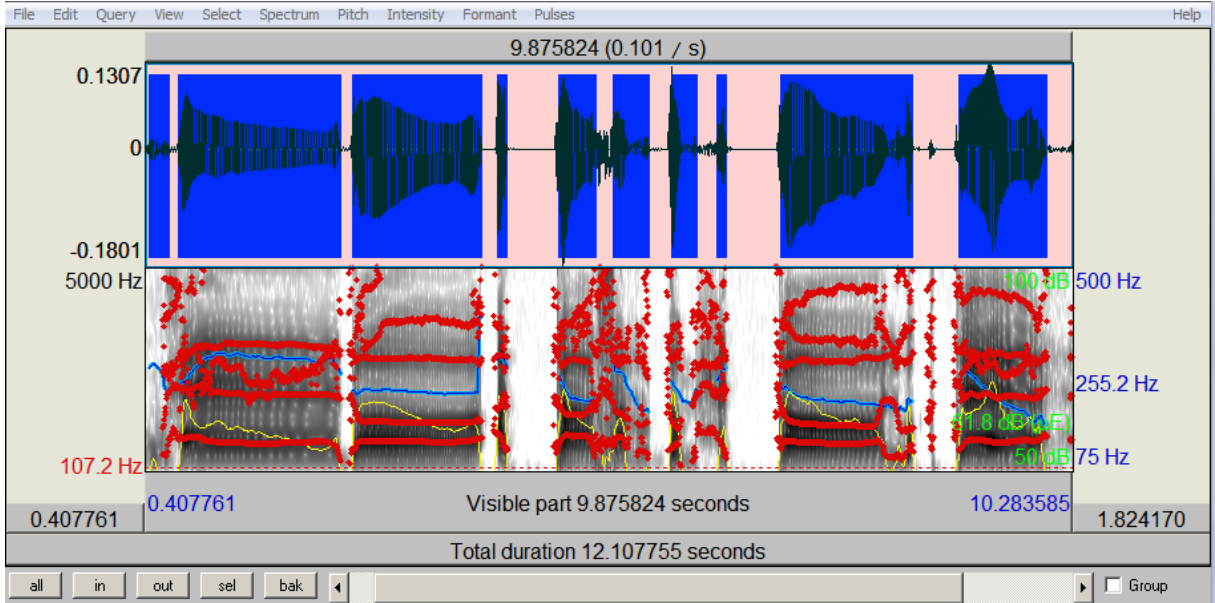 File Edit Query View Select Spectrum Pitch Intensity Formant Pulses Help
9.875824 (0.101 / s)
0.1307
0
-0.1801
5000 Hz
100 dB
500 Hz
255.2 Hz
107.2 Hz
50 dB
75 Hz
0.407761
Visible part 9.875824 seconds
10.283585
0.407761
1.824170
Total duration 12.107755 seconds
all in out sel bak
Group